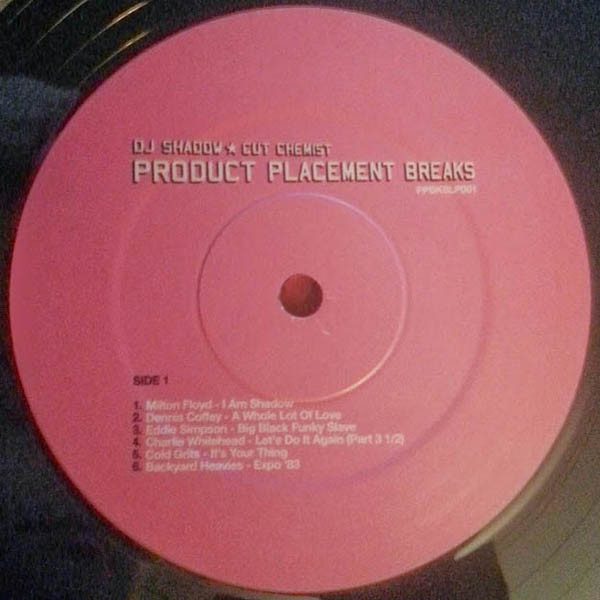 DJ SHADOW ★ CUT CHEMIST
PRODUCT PLACEMENT BREAKS
PPBKSLP001
SIDE 1
1. Milton Floyd - I Am Shadow
2. Dennis Coffey - A Whole Lot Of Love
3. Eddie Simpson - Big Black Funky Slave
4. Charlie Whitehead - Let's Do It Again (Part 3 1/2)
5. Cold Grits - It's Your Thing
6. Backyard Heavies - Expo '83